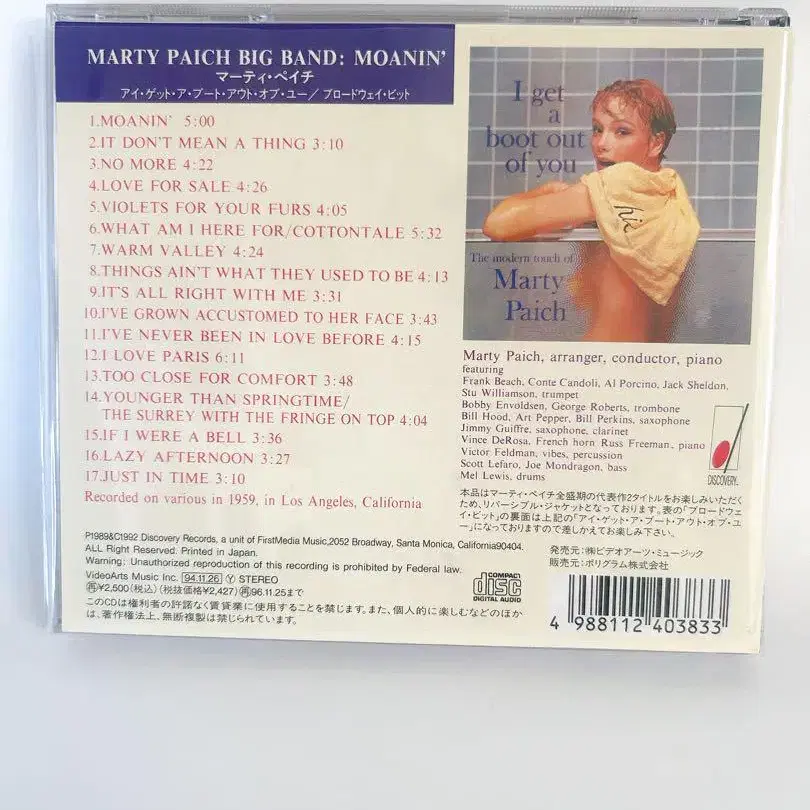 MARTY PAICH BIG BAND: MOANIN'
マーティ・ペイチ
アイ・ゲット・ア・ブート・アウト・オブ・ユー／ブロードウェイ・ビット
1.MOANIN' 5:00
2.IT DON'T MEAN A THING 3:10
3.NO MORE 4:22
4.LOVE FOR SALE 4:26
5.VIOLETS FOR YOUR FURS 4:05
6.WHAT AM I HERE FOR/COTTONTALE 5:32
7.WARM VALLEY 4:24
8.THINGS AIN'T WHAT THEY USED TO BE 4:13
9.IT'S ALL RIGHT WITH ME 3:31
10.I'VE GROWN ACCUSTOMED TO HER FACE 3:43
11.I'VE NEVER BEEN IN LOVE BEFORE 4:15
12.I LOVE PARIS 6:11
13.TOO CLOSE FOR COMFORT 3:48
14.YOUNGER THAN SPRINGTIME/
THE SURREY WITH THE FRINGE ON TOP 4:04
15.IF I WERE A BELL 3:36
16.LAZY AFTERNOON 3:27
17.JUST IN TIME 3:10
Recorded on various in 1959, in Los Angeles, California
I get
a
boot out
of you
his
The modern touch of
Marty
Paich
Marty Paich, arranger, conductor, piano
featuring
Frank Beach, Conte Candoli, Al Porcino, Jack Sheldon,
Stu Williamson, trumpet
Bobby Envoldsen, George Roberts, trombone
Bill Hood, Art Pepper, Bill Perkins, saxophone
Jimmy Guiffre, saxophone, clarinet
Vince DeRosa, French horn Russ Freeman, piano
Victor Feldman, vibes, percussion
Scott Lefaro, Joe Mondragon, bass
Mel Lewis, drums
DISCOVERY.
本品はマーティ・ペイチ全盛期の代表作2タイトルをお楽しみいただく
ため、リバーシブル・ジャケットとなっております。表の「ブロードウェ
イ・ビット」の裏面は上記の「アイ・ゲット・ア・ブート・アウト・オブ・ユ
ー」になっておりますので差しかえてお楽しみ下さい。
P1989&C1992 Discovery Records, a unit of FirstMedia Music,2052 Broadway, Santa Monica, California90404.
ALL Right Reserved. Printed in Japan.
Warning: Unauthorized reproduction of this recording is prohibited by Federal law.
VideoArts Music Inc. 94.11.26 Y STEREO
再¥2,500(税込)(税抜価格¥2,427)再96.11.25まで
このCDは権利者の許諾なく賃貸業に使用することを禁じます。また、個人的に楽しむなどのほか
は、著作権法上、無断複製は禁じられています。
発売元：㈱ビデオアーツ・ミュージック
販売元：ポリグラム株式会社
COMPACT
disc
DIGITAL AUDIO
4 988112 403833